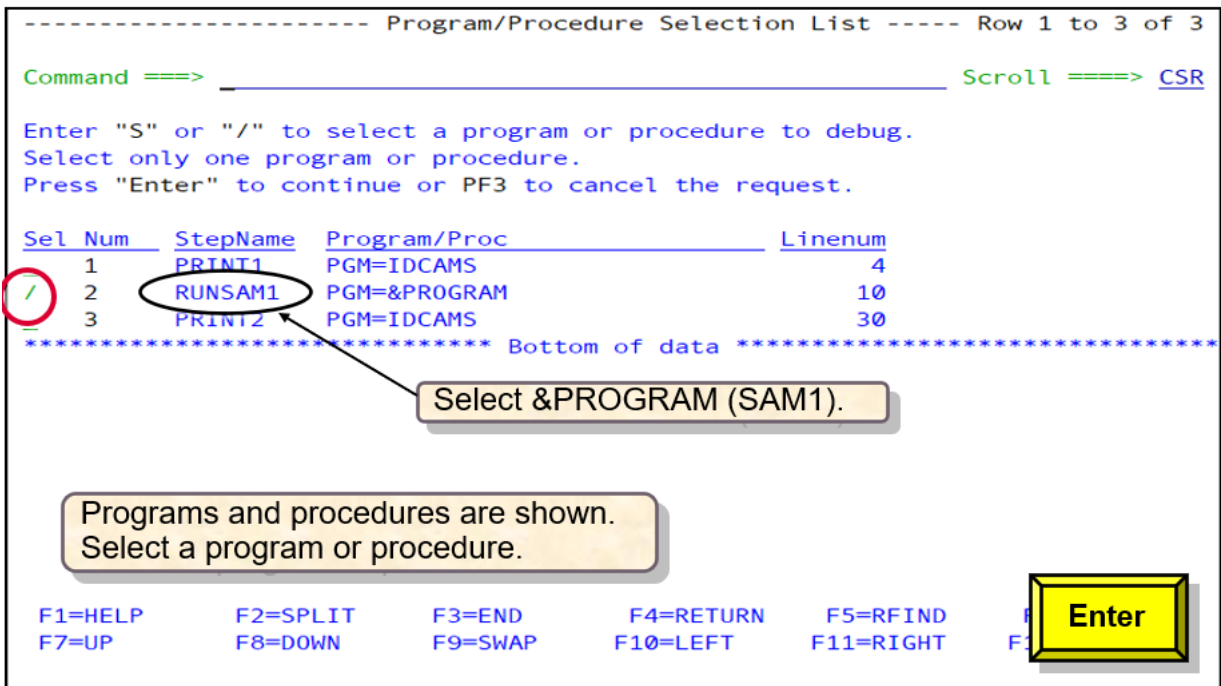 ----------------------- Program/Procedure Selection List ----- Row 1 to 3 of 3
Command ===> Scroll ====> CSR
Enter "S" or "/" to select a program or procedure to debug.
Select only one program or procedure.
Press "Enter" to continue or PF3 to cancel the request.
Sel Num StepName Program/Proc Linenum
1 PRINT1 PGM=IDCAMS 4
/ 2 RUNSAM1 PGM=&PROGRAM 10
_ 3 PRINT2 PGM=IDCAMS 30
******************************* Bottom of data ********************************
Select &PROGRAM (SAM1).
Programs and procedures are shown.
Select a program or procedure.
F1=HELP F2=SPLIT F3=END F4=RETURN F5=RFIND
F7=UP F8=DOWN F9=SWAP F10=LEFT F11=RIGHT
Enter